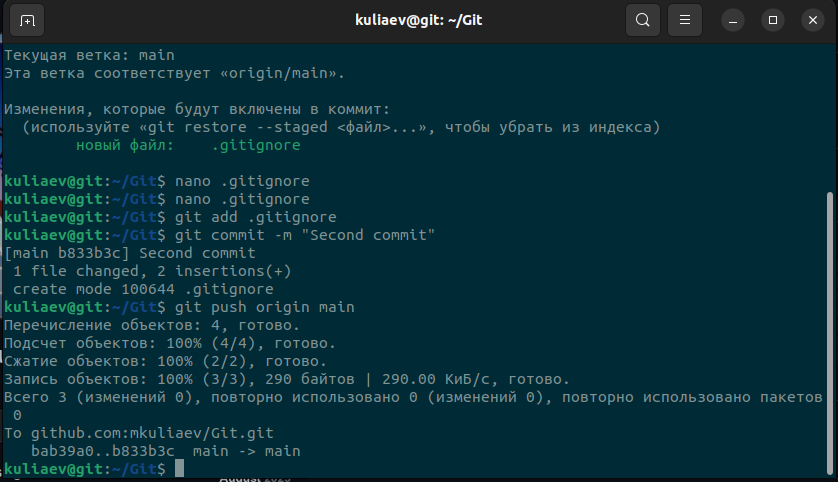 kuliaev@git: ~/Git
Текущая ветка: main
Эта ветка соответствует «origin/main».
Изменения, которые будут включены в коммит:
(используйте «git restore --staged <файл>...», чтобы убрать из индекса)
новый файл:    .gitignore
kuliaev@git:~/Git$ nano .gitignore
kuliaev@git:~/Git$ nano .gitignore
kuliaev@git:~/Git$ git add .gitignore
kuliaev@git:~/Git$ git commit -m "Second commit"
[main b833b3c] Second commit
1 file changed, 2 insertions(+)
create mode 100644 .gitignore
kuliaev@git:~/Git$ git push origin main
Перечисление объектов: 4, готово.
Подсчет объектов: 100% (4/4), готово.
Сжатие объектов: 100% (2/2), готово.
Запись объектов: 100% (3/3), 290 байтов | 290.00 КиБ/с, готово.
Всего 3 (изменений 0), повторно использовано 0 (изменений 0), повторно использовано пакетов
0
To github.com:mkuliaev/Git.git
bab39a0..b833b3c  main -> main
kuliaev@git:~/Git$